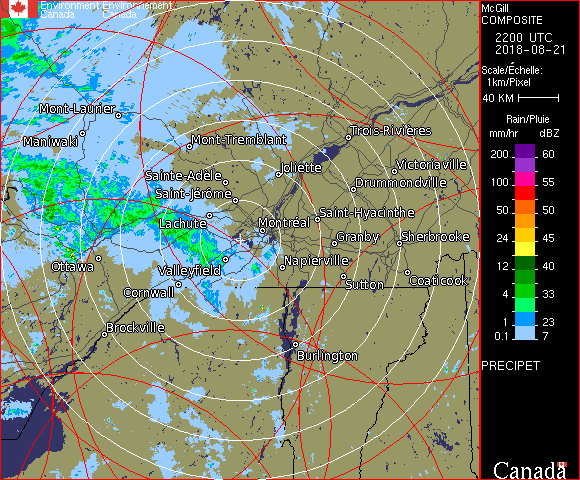 Environment Environnement
Canada Canada
McGill
COMPOSITE
2200 UTC
2018-08-21
Scale/Échelle:
1km/Pixel
40 KM
Rain/Pluie
mm/hr dBZ
200 60
100 55
50 50
24 45
12 40
4 33
1 23
0.1 7
PRECIPET
Canada
Mont-Laurier
Maniwaki
Mont-Tremblant
Trois-Rivières
Sainte-Adèle
Joliette
Victoriaville
Saint-Jérôme
Drummondville
Lachute
Saint-Hyacinthe
Montréal
Granby
Sherbrooke
Ottawa
Valleyfield
Napierville
Cornwall
Sutton
Coaticook
Brockville
Burlington